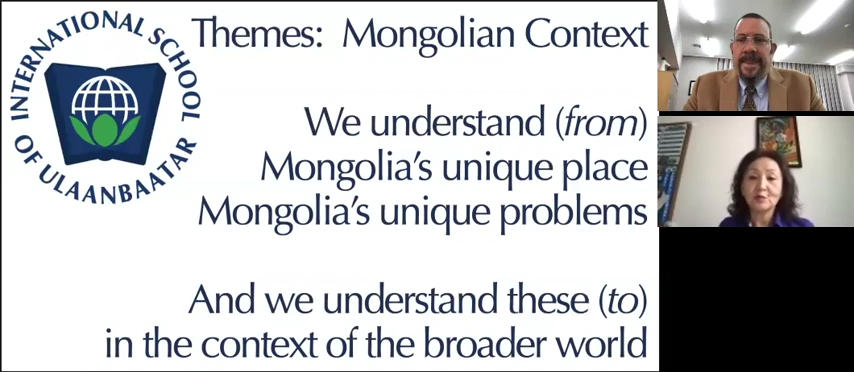 INTERNATIONAL SCHOOL
OF ULAANBAATAR
Themes: Mongolian Context
We understand (from)
Mongolia's unique place
Mongolia's unique problems
And we understand these (to)
in the context of the broader world